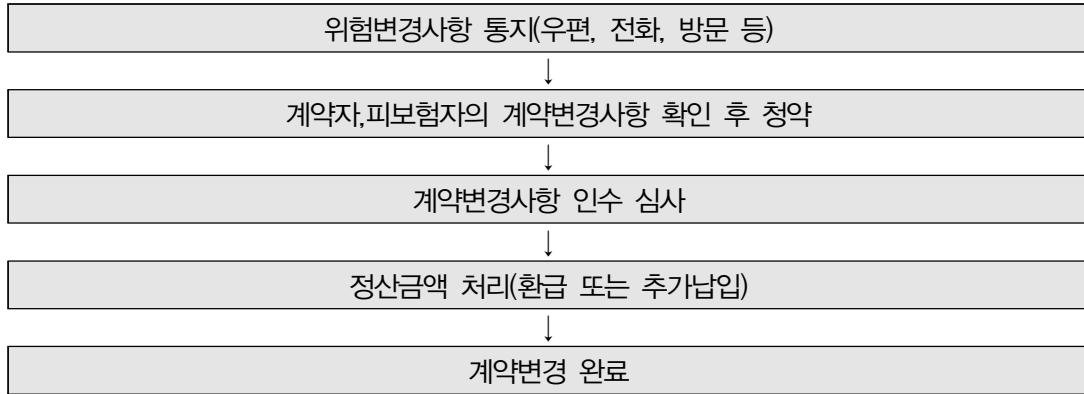 위험변경사항 통지(우편, 전화, 방문 등)
↓
계약자,피보험자의 계약변경사항 확인 후 청약
↓
계약변경사항 인수 심사
↓
정산금액 처리(환급 또는 추가납입)
↓
계약변경 완료